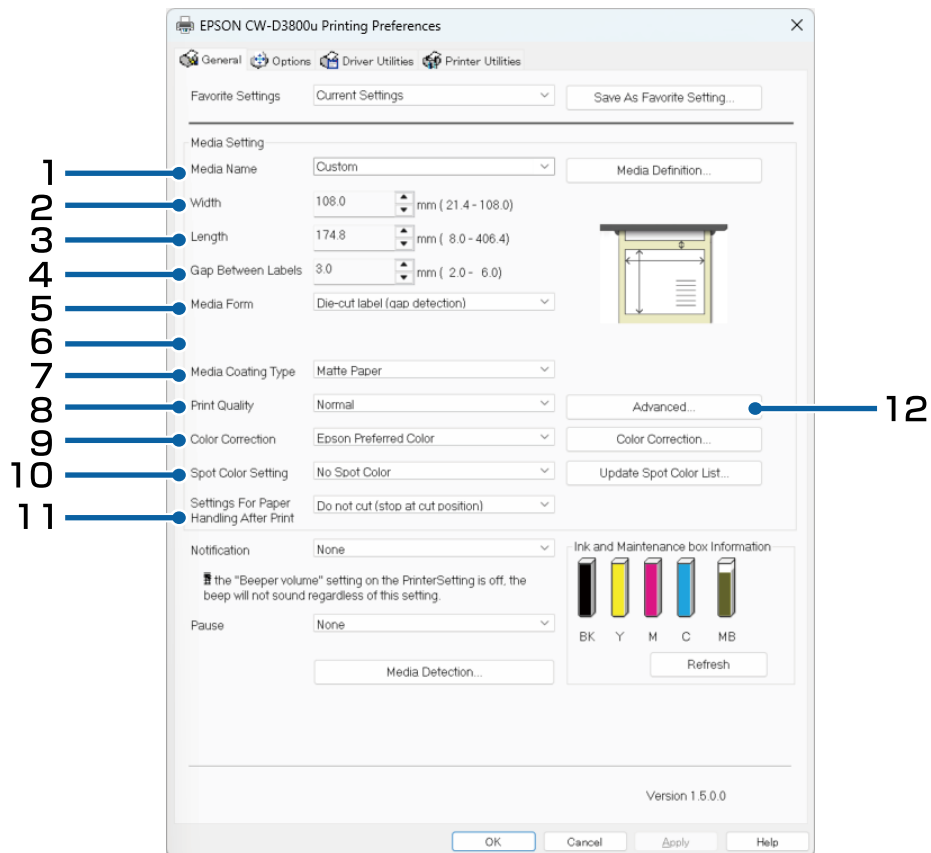 EPSON CW-D3800u Printing Preferences
General Options Driver Utilities Printer Utilities
Favorite Settings Current Settings Save As Favorite Setting...
Media Setting
1 Media Name Custom Media Definition...
2 Width 108.0 mm ( 21.4 - 108.0)
3 Length 174.8 mm ( 8.0 - 406.4)
4 Gap Between Labels 3.0 mm ( 2.0 - 6.0)
5 Media Form Die-cut label (gap detection)
6
7 Media Coating Type Matte Paper
8 Print Quality Normal Advanced... 12
9 Color Correction Epson Preferred Color Color Correction...
10 Spot Color Setting No Spot Color Update Spot Color List...
11 Settings For Paper
Handling After Print Do not cut (stop at cut position)
Notification None
the "Beeper volume" setting on the PrinterSetting is off, the
beep will not sound regardless of this setting.
Pause None
Media Detection...
Ink and Maintenance box Information
BK Y M C MB
Refresh
Version 1.5.0.0
OK Cancel Apply Help